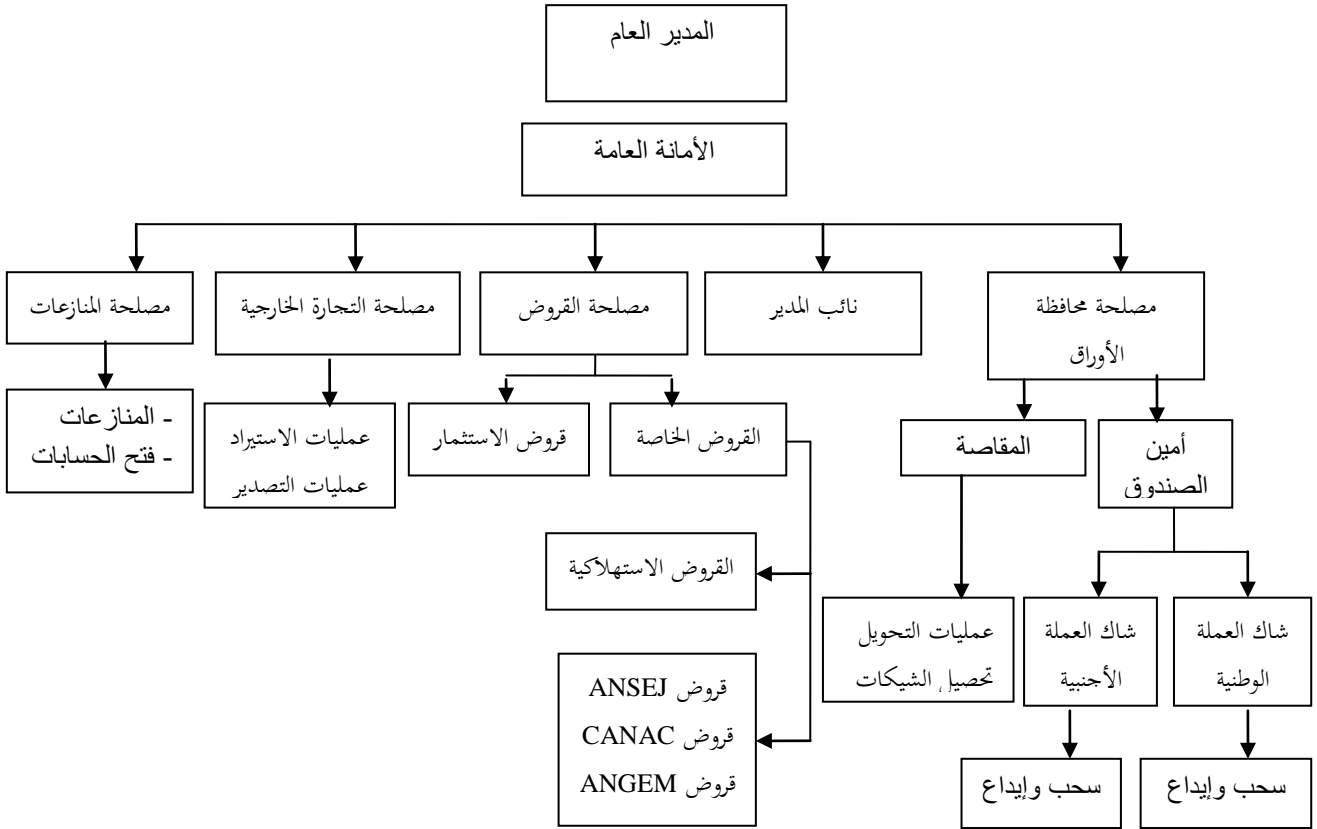 المدير العام
الأمانة العامة
مصلحة محافظة
الأوراق
نائب المدير
مصلحة القروض
مصلحة التجارة الخارجية
مصلحة المنازعات
أمين
الصندوق
المقاصة
القروض الخاصة
قروض الاستثمار
عمليات الاستيراد
عمليات التصدير
- المنازعات
- فتح الحسابات
القروض الاستهلاكية
شاك العملة
الوطنية
شاك العملة
الأجنبية
عمليات التحويل
تحصيل الشيكات
قروض ANSEJ
قروض CANAC
قروض ANGEM
سحب وإيداع
سحب وإيداع